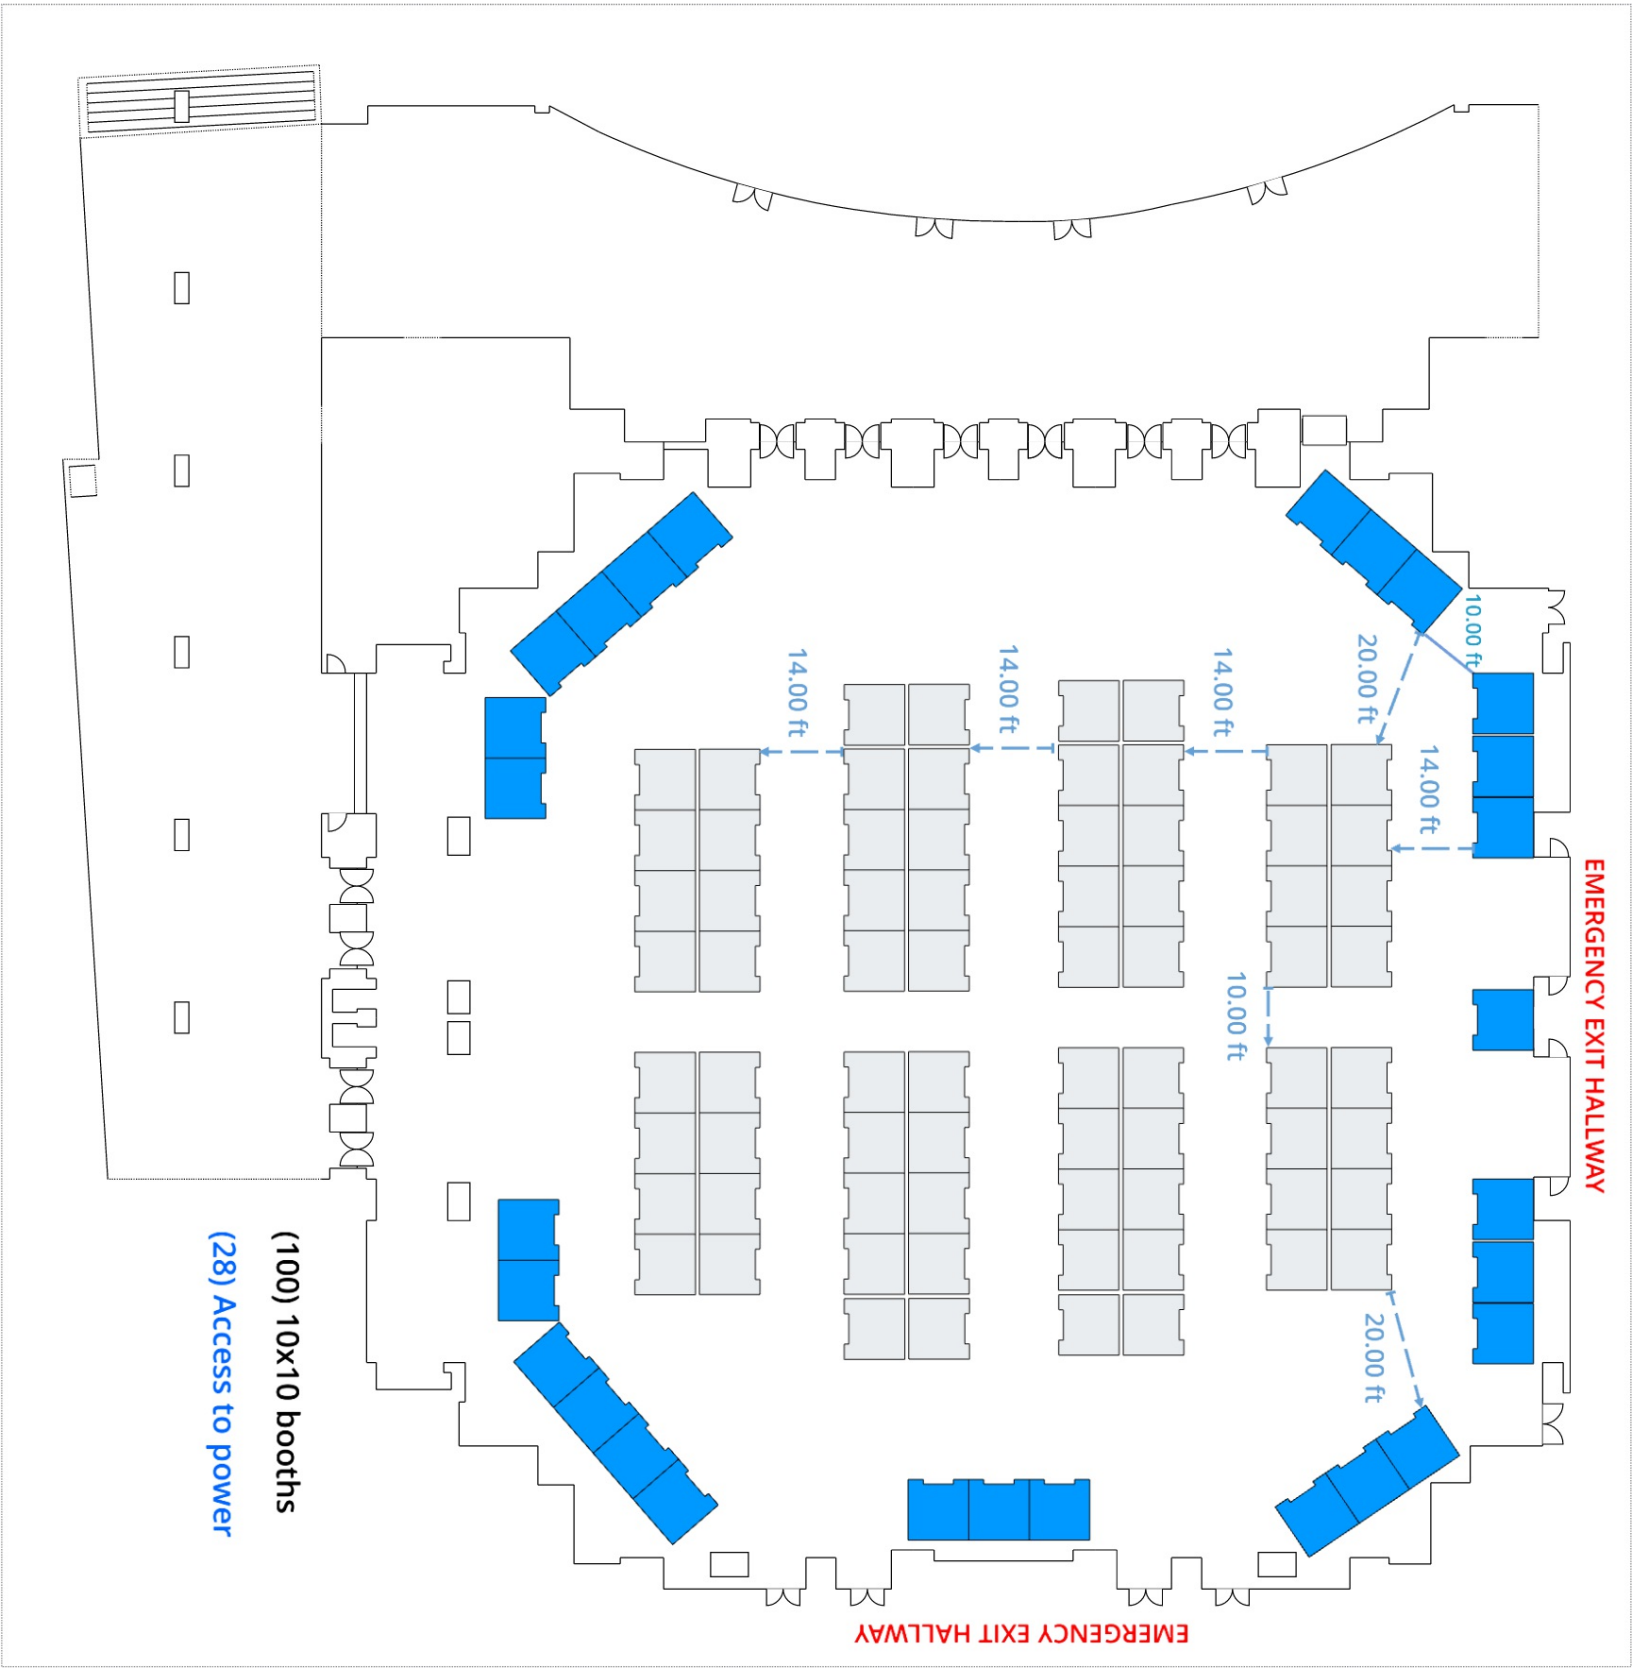 10.00 ft
20.00 ft
14.00 ft
14.00 ft
14.00 ft
14.00 ft
EMERGENCY EXIT HALLWAY
10.00 ft
(100) 10x10 booths
(28) Access to power
20.00 ft
EMERGENCY EXIT HALLWAY